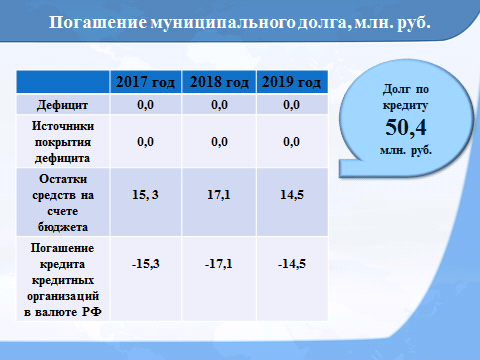 Погашение муниципального долга, млн. руб.
2017 год 2018 год 2019 год
Дефицит 0,0 0,0 0,0
Источники
покрытия
дефицита
0,0 0,0 0,0
Остатки
средств на
счете
бюджета
15, 3 17,1 14,5
Погашение
кредита
кредитных
организаций
в валюте РФ
-15,3 -17,1 -14,5
Долг по
кредиту
50,4
млн. руб.